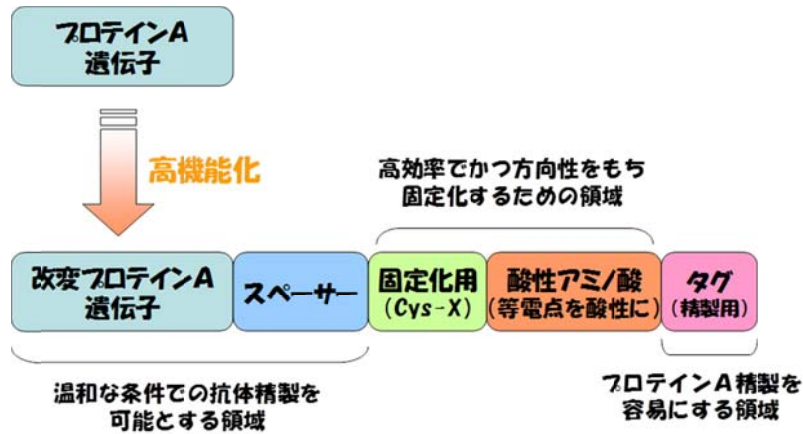 プロテインA
遺伝子
高機能化
高効率でかつ方向性をもち
固定化するための領域
改変プロテインA
遺伝子
スペーサー
固定化用
(Cys-X)
酸性アミノ酸
(等電点を酸性に)
タグ
(精製用)
温和な条件での抗体精製を
可能とする領域
プロテインA精製を
容易にする領域